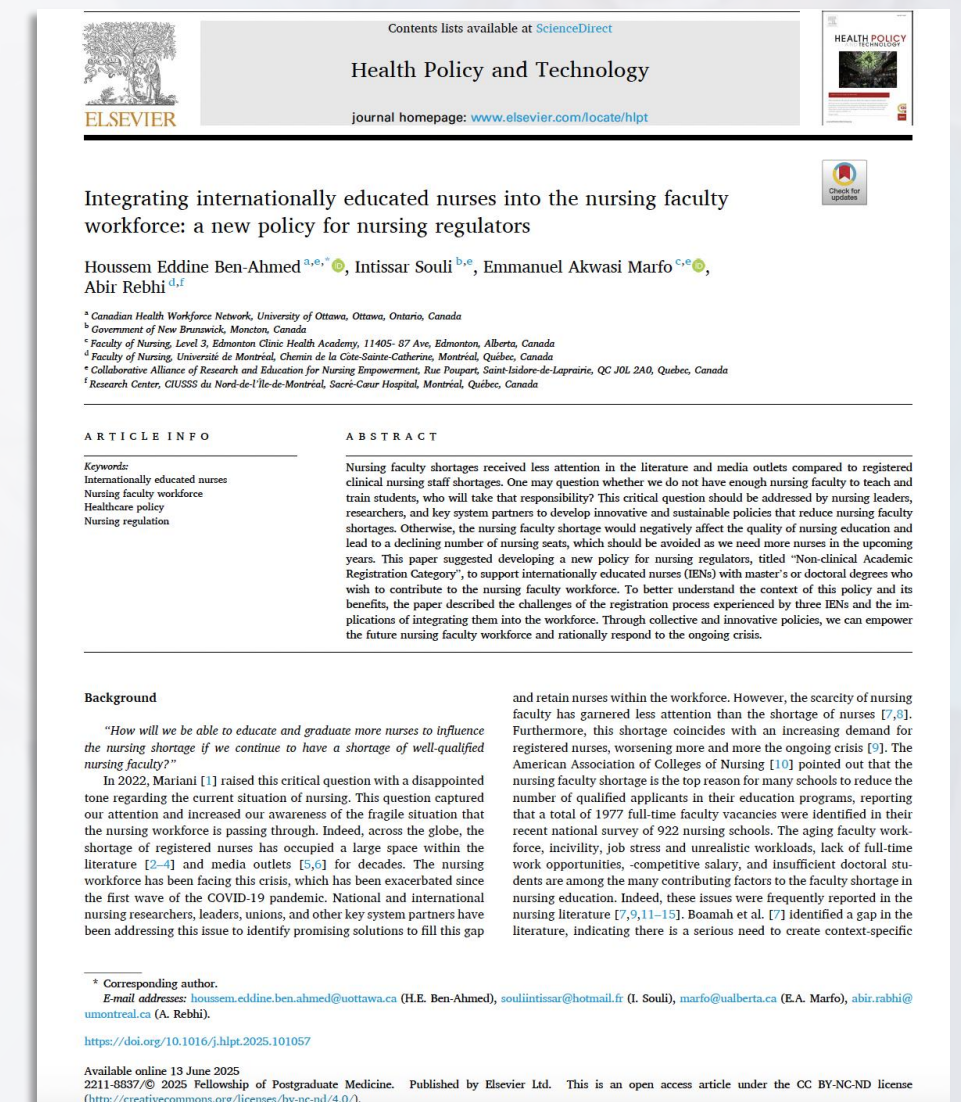 Contents lists available at ScienceDirect
Health Policy and Technology
journal homepage: www.elsevier.com/locate/hlpt
ELSEVIER
HEALTH POLICY
AND TECHNOLOGY
Check for
updates
Integrating internationally educated nurses into the nursing faculty
workforce: a new policy for nursing regulators
Houssem Eddine Ben-Ahmed a,e,*, Intissar Souli b,e, Emmanuel Akwasi Marfo c,e,
Abir Rebhi d,f
a Canadian Health Workforce Network, University of Ottawa, Ottawa, Ontario, Canada
b Government of New Brunswick, Moncton, Canada
c Faculty of Nursing, Level 3, Edmonton Clinic Health Academy, 11405- 87 Ave, Edmonton, Alberta, Canada
d Faculty of Nursing, Université de Montréal, Chemin de la Cote-Sainte-Catherine, Montréal, Québec, Canada
e Collaborative Alliance of Research and Education for Nursing Empowerment, Rue Poupart, Saint-Isidore-de-Laprairie, QC J0L 2A0, Quebec, Canada
f Research Center, CIUSSS du Nord-de-l'Île-de-Montréal, Sacré-Cœur Hospital, Montréal, Québec, Canada
ARTICLE INFO
Keywords:
Internationally educated nurses
Nursing faculty workforce
Healthcare policy
Nursing regulation
ABSTRACT
Nursing faculty shortages received less attention in the literature and media outlets compared to registered
clinical nursing staff shortages. One may question whether we do not have enough nursing faculty to teach and
train students, who will take that responsibility? This critical question should be addressed by nursing leaders,
researchers, and key system partners to develop innovative and sustainable policies that reduce nursing faculty
shortages. Otherwise, the nursing faculty shortage would negatively affect the quality of nursing education and
lead to a declining number of nursing seats, which should be avoided as we need more nurses in the upcoming
years. This paper suggested developing a new policy for nursing regulators, titled “Non-clinical Academic
Registration Category”, to support internationally educated nurses (IENs) with master’s or doctoral degrees who
wish to contribute to the nursing faculty workforce. To better understand the context of this policy and its
benefits, the paper described the challenges of the registration process experienced by three IENs and the im-
plications of integrating them into the workforce. Through collective and innovative policies, we can empower
the future nursing faculty workforce and rationally respond to the ongoing crisis.
Background
“How will we be able to educate and graduate more nurses to influence
the nursing shortage if we continue to have a shortage of well-qualified
nursing faculty?”
In 2022, Mariani [1] raised this critical question with a disappointed
tone regarding the current situation of nursing. This question captured
our attention and increased our awareness of the fragile situation that
the nursing workforce is passing through. Indeed, across the globe, the
shortage of registered nurses has occupied a large space within the
literature [2–4] and media outlets [5,6] for decades. The nursing
workforce has been facing this crisis, which has been exacerbated since
the first wave of the COVID-19 pandemic. National and international
nursing researchers, leaders, unions, and other key system partners have
been addressing this issue to identify promising solutions to fill this gap
and retain nurses within the workforce. However, the scarcity of nursing
faculty has garnered less attention than the shortage of nurses [7,8].
Furthermore, this shortage coincides with an increasing demand for
registered nurses, worsening more and more the ongoing crisis [9]. The
American Association of Colleges of Nursing [10] pointed out that the
nursing faculty shortage is the top reason for many schools to reduce the
number of qualified applicants in their education programs, reporting
that a total of 1977 full-time faculty vacancies were identified in their
recent national survey of 922 nursing schools. The aging faculty work-
force, incivility, job stress and unrealistic workloads, lack of full-time
work opportunities, -competitive salary, and insufficient doctoral stu-
dents are among the many contributing factors to the faculty shortage in
nursing education. Indeed, these issues were frequently reported in the
nursing literature [7,9,11–15]. Boamah et al. [7] identified a gap in the
literature, indicating there is a serious need to create context-specific
* Corresponding author.
E-mail addresses: houssem.eddine.ben.ahmed@uottawa.ca (H.E. Ben-Ahmed), souliintissar@hotmail.fr (I. Souli), marfo@ualberta.ca (E.A. Marfo), abir.rabhi@
umontreal.ca (A. Rebhi).
https://doi.org/10.1016/j.hlpt.2025.101057
Available online 13 June 2025
2211-8837/© 2025 Fellowship of Postgraduate Medicine. Published by Elsevier Ltd. This is an open access article under the CC BY-NC-ND license
(http://creativecommons.org/licenses/by-nc-nd/4.0/).